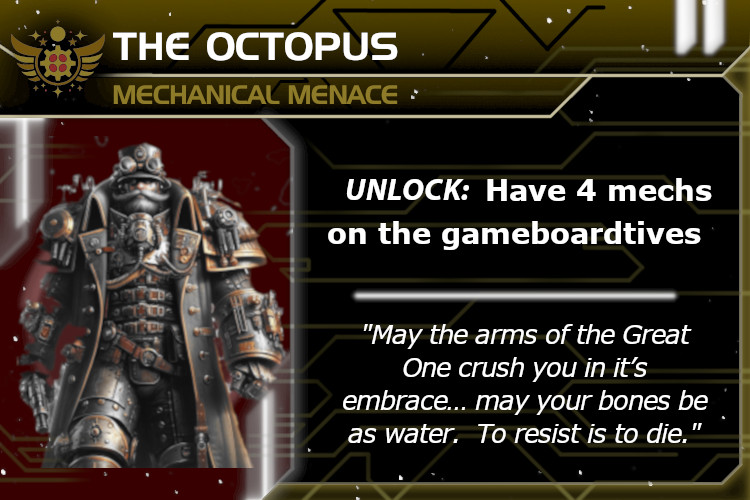 THE OCTOPUS
MECHANICAL MENACE
UNLOCK: Have 4 mechs
on the gameboardtives
"May the arms of the Great
One crush you in it’s
embrace... may your bones be
as water.  To resist is to die."